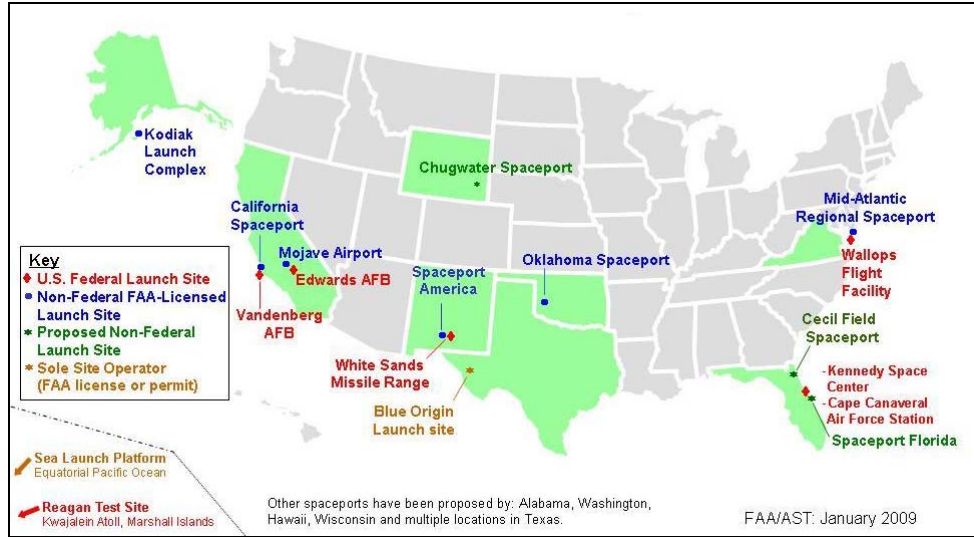 Kodiak
Launch
Complex
Chugwater Spaceport
California
Spaceport
Mojave Airport
Edwards AFB
Vandenberg
AFB
Spaceport
America
Oklahoma Spaceport
Mid-Atlantic
Regional Spaceport
Wallops
Flight
Facility
White Sands
Missile Range
Blue Origin
Launch site
Cecil Field
Spaceport
-Kennedy Space
Center
-Cape Canaveral
Air Force Station
Spaceport Florida
Key
U.S. Federal Launch Site
Non-Federal FAA-Licensed
Launch Site
Proposed Non-Federal
Launch Site
Sole Site Operator
(FAA license or permit)
Sea Launch Platform
Equatorial Pacific Ocean
Reagan Test Site
Kwajalein Atoll, Marshall Islands
Other spaceports have been proposed by: Alabama, Washington,
Hawaii, Wisconsin and multiple locations in Texas.
FAA/AST: January 2009